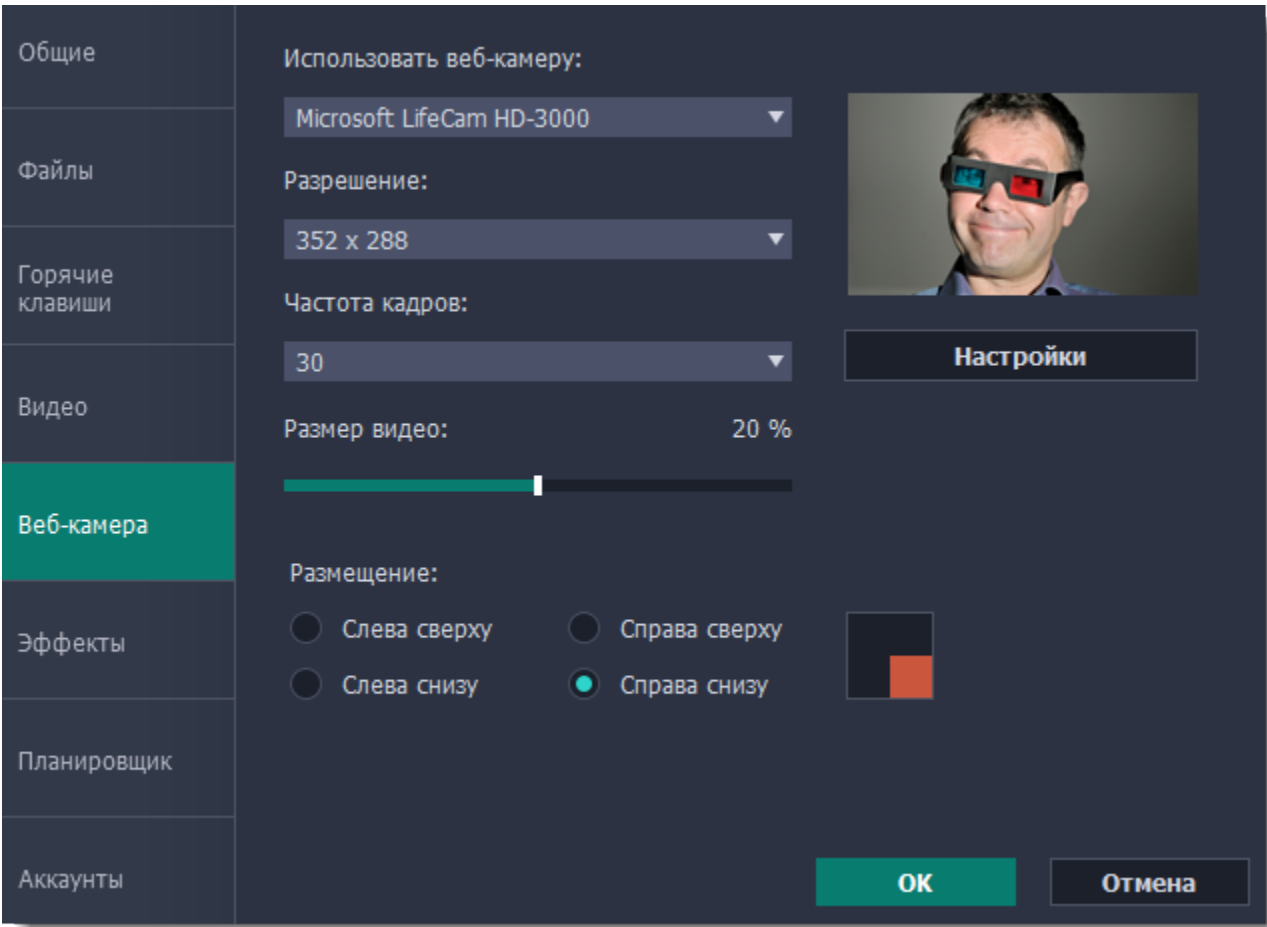 Общие
Файлы
Горячие
клавиши
Видео
Веб-камера
Эффекты
Планировщик
Аккаунты
Использовать веб-камеру:
Microsoft LifeCam HD-3000
Разрешение:
352 x 288
Частота кадров:
30
Размер видео: 20 %
Настройки
Размещение:
Слева сверху Справа сверху
Слева снизу Справа снизу
OK Отмена